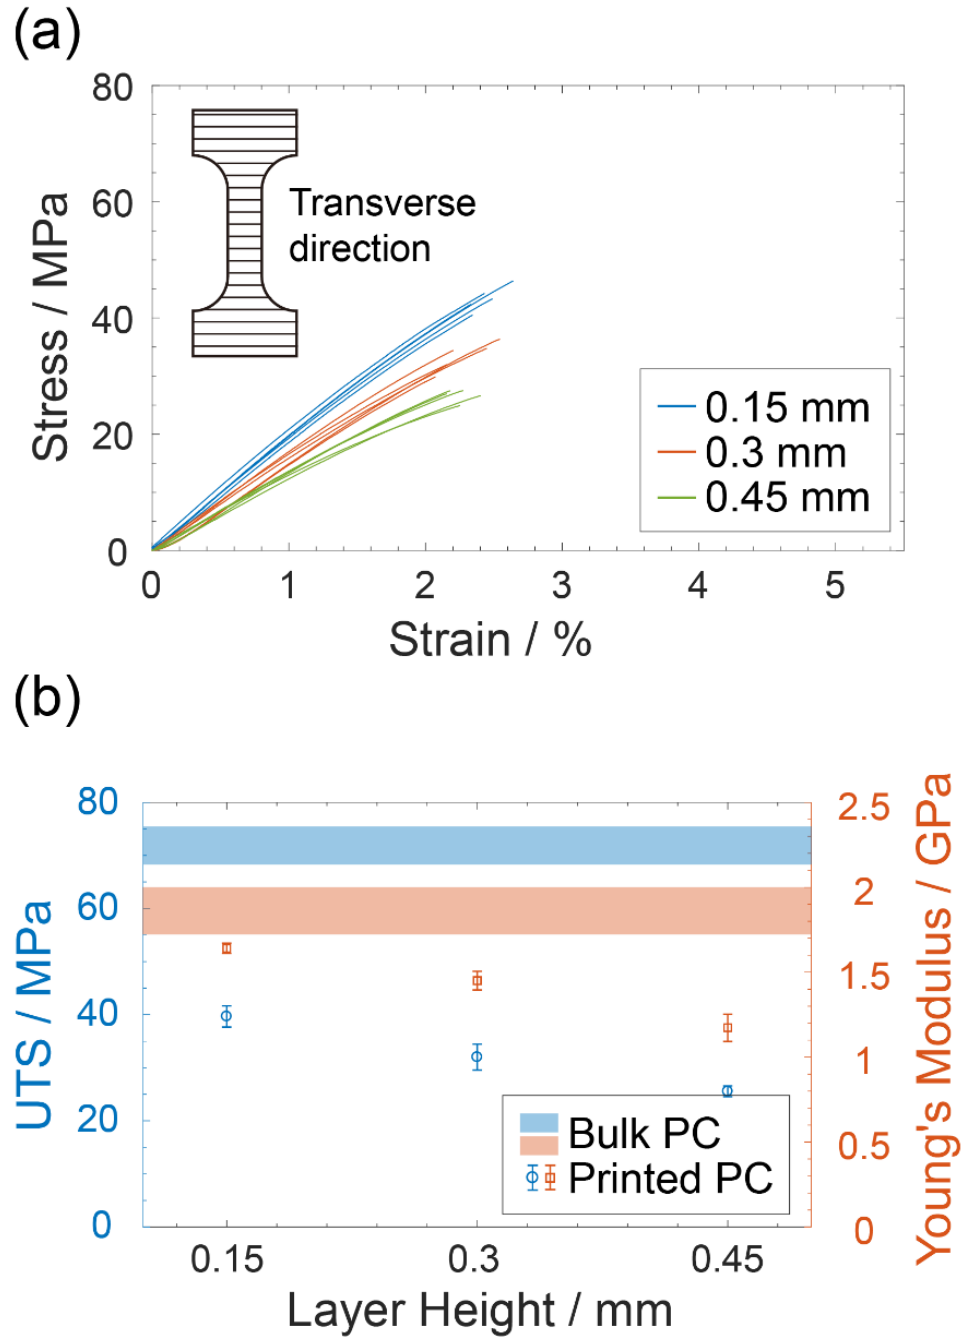 (a)
80
60
40
20
0
Stress / MPa
Transverse
direction
0.15 mm
0.3 mm
0.45 mm
0 1 2 3 4 5
Strain / %
(b)
80
60
40
20
0
UTS / MPa
2.5
2
1.5
1
0.5
0
Young's Modulus / GPa
Bulk PC
Printed PC
0.15 0.3 0.45
Layer Height / mm